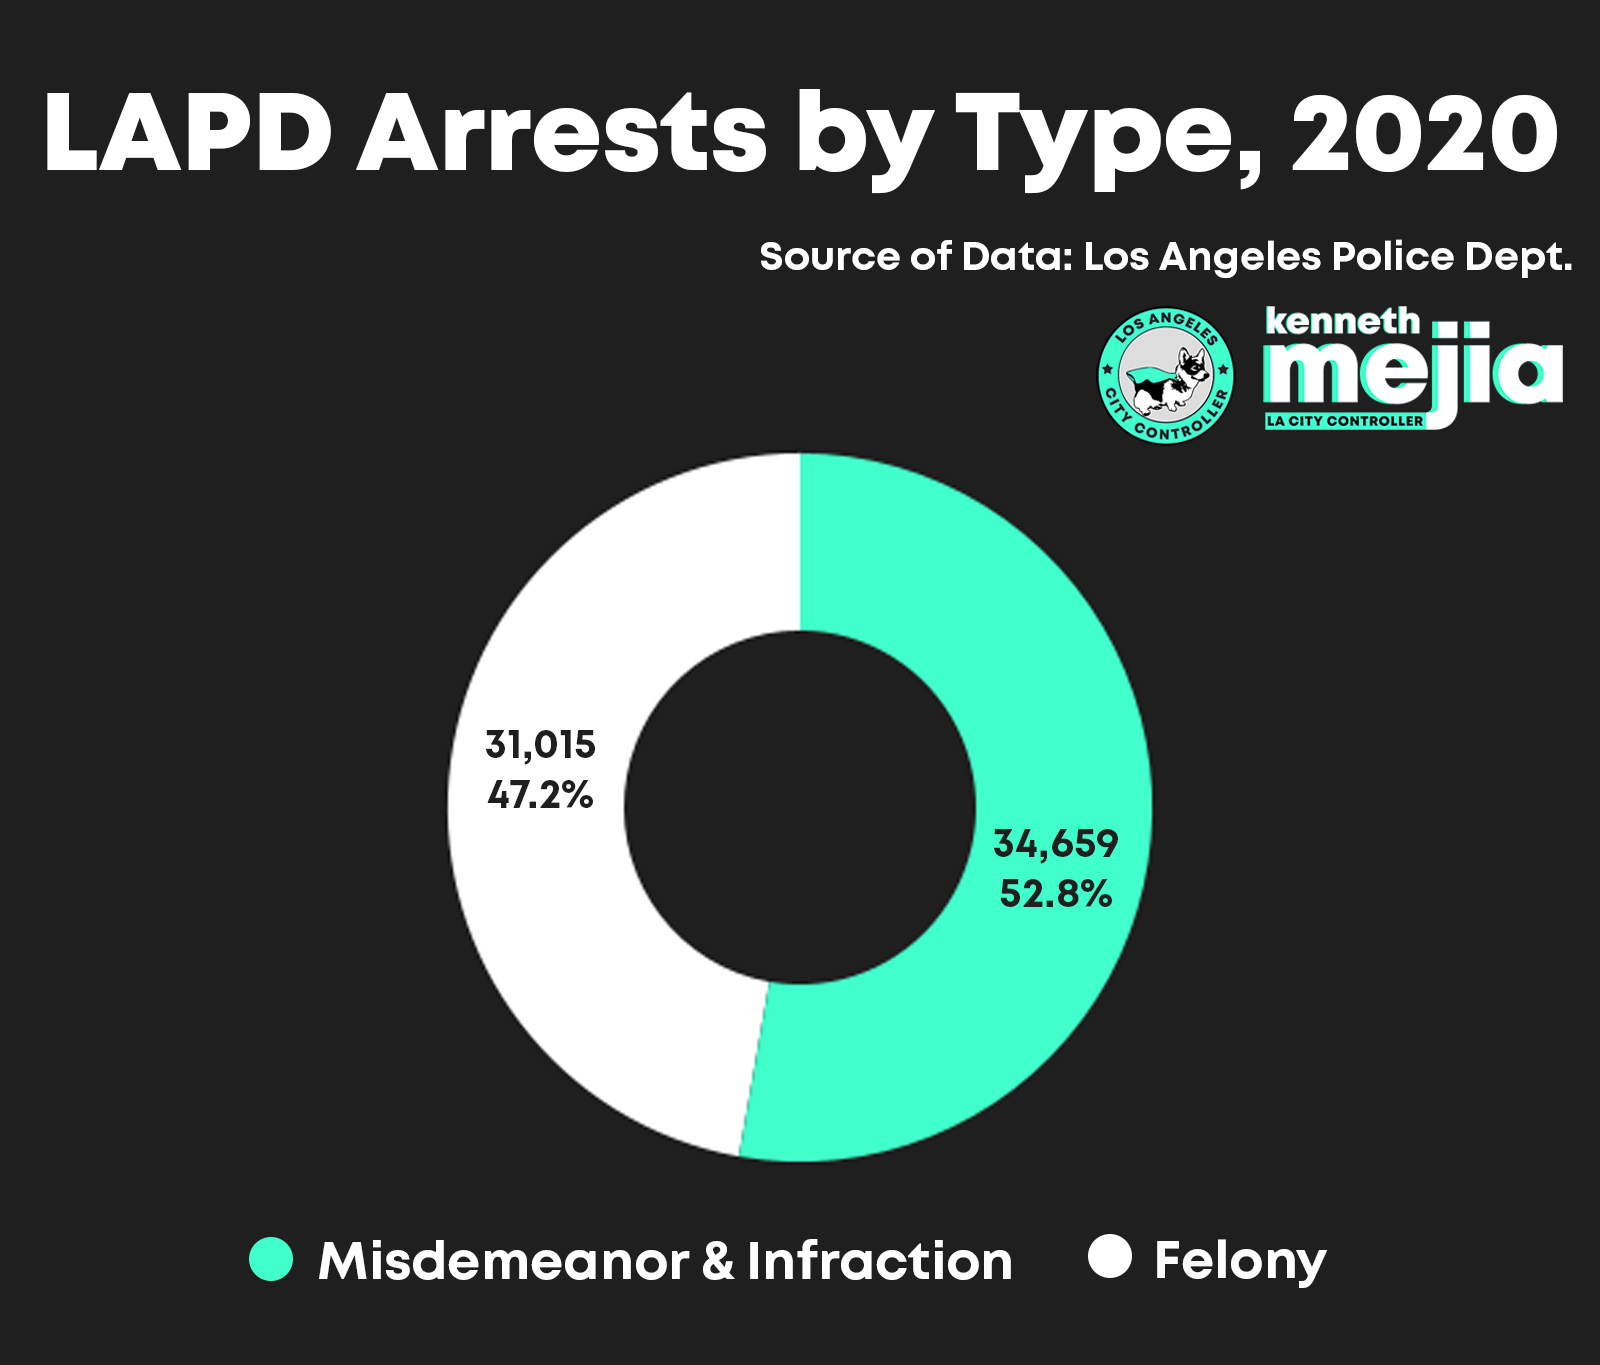 LAPD Arrests by Type, 2020
Source of Data: Los Angeles Police Dept.
LOS ANGELES
CITY CONTROLLER
kenneth
mejia
LA CITY CONTROLLER
31,015
47.2%
34,659
52.8%
Misdemeanor & Infraction
Felony